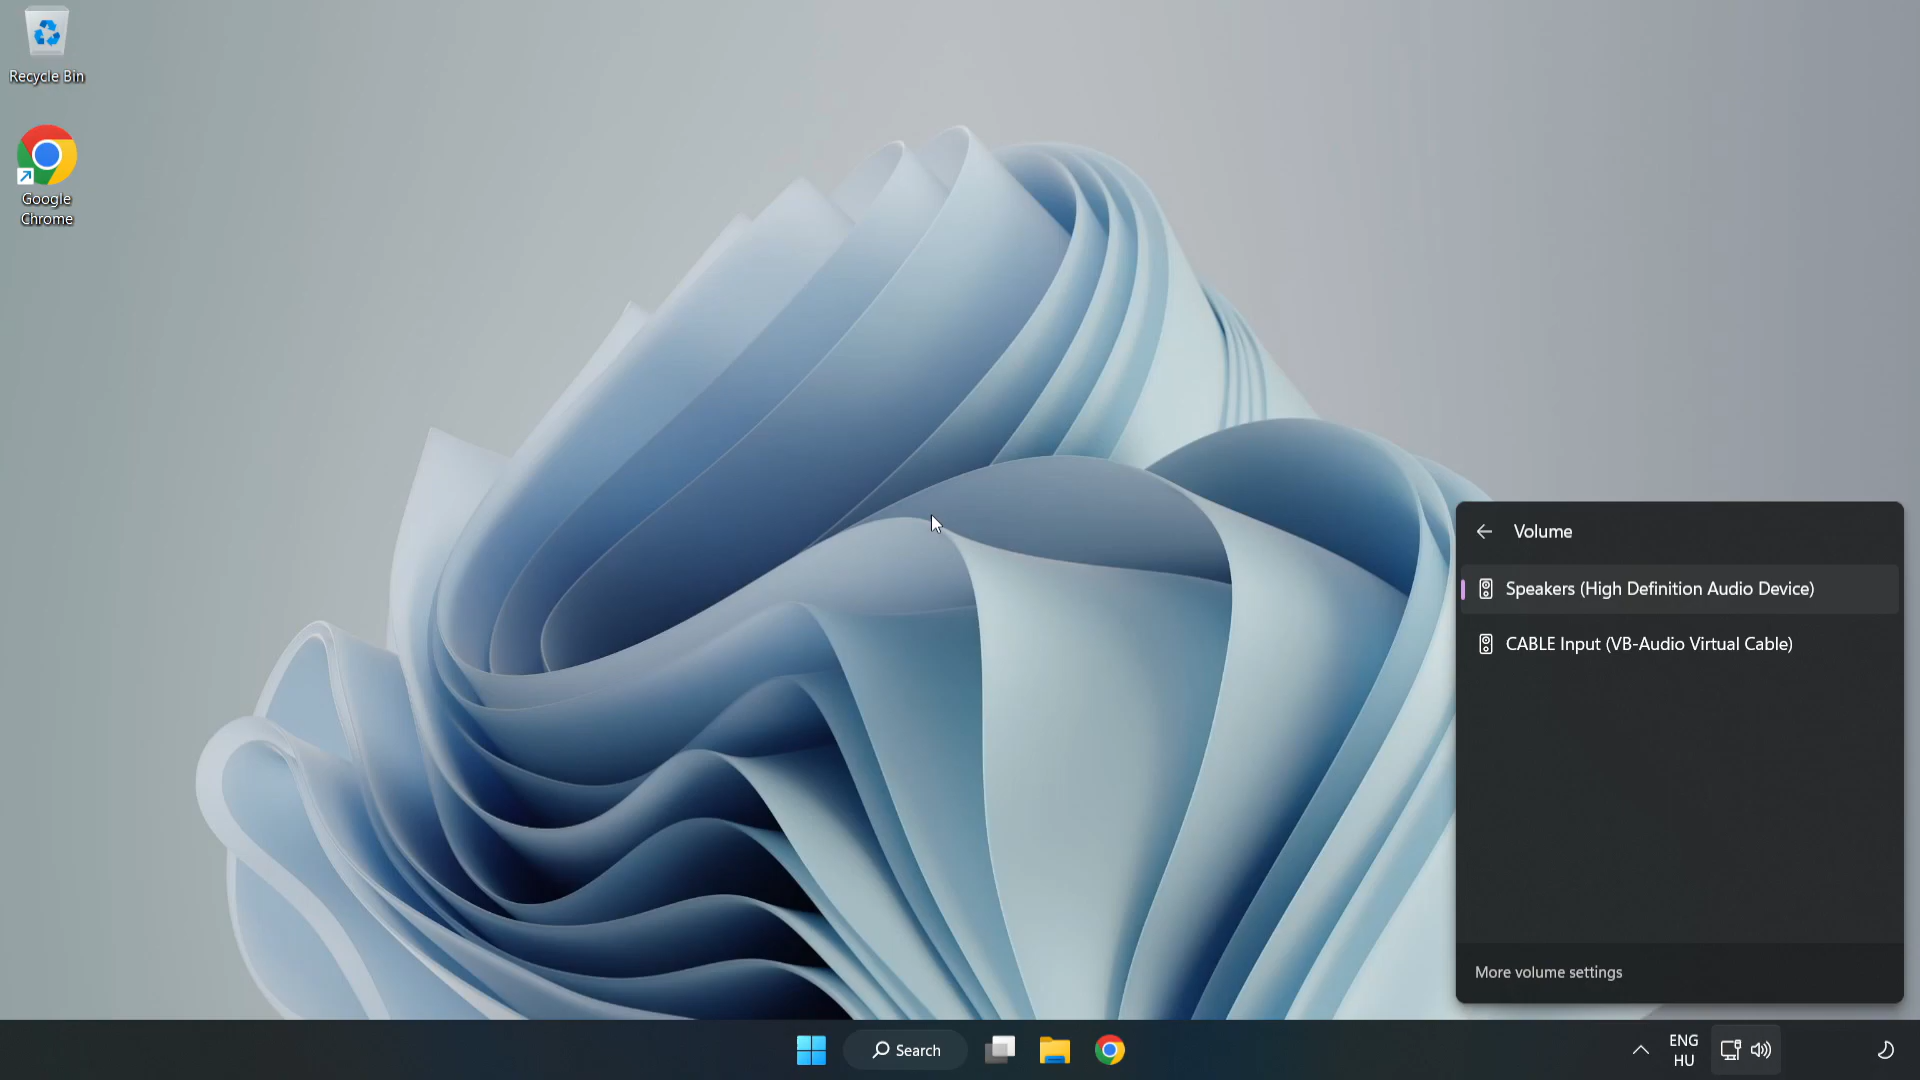 Recycle Bin
Google
Chrome
Volume
Speakers (High Definition Audio Device)
CABLE Input (VB-Audio Virtual Cable)
More volume settings
Search
ENG
HU